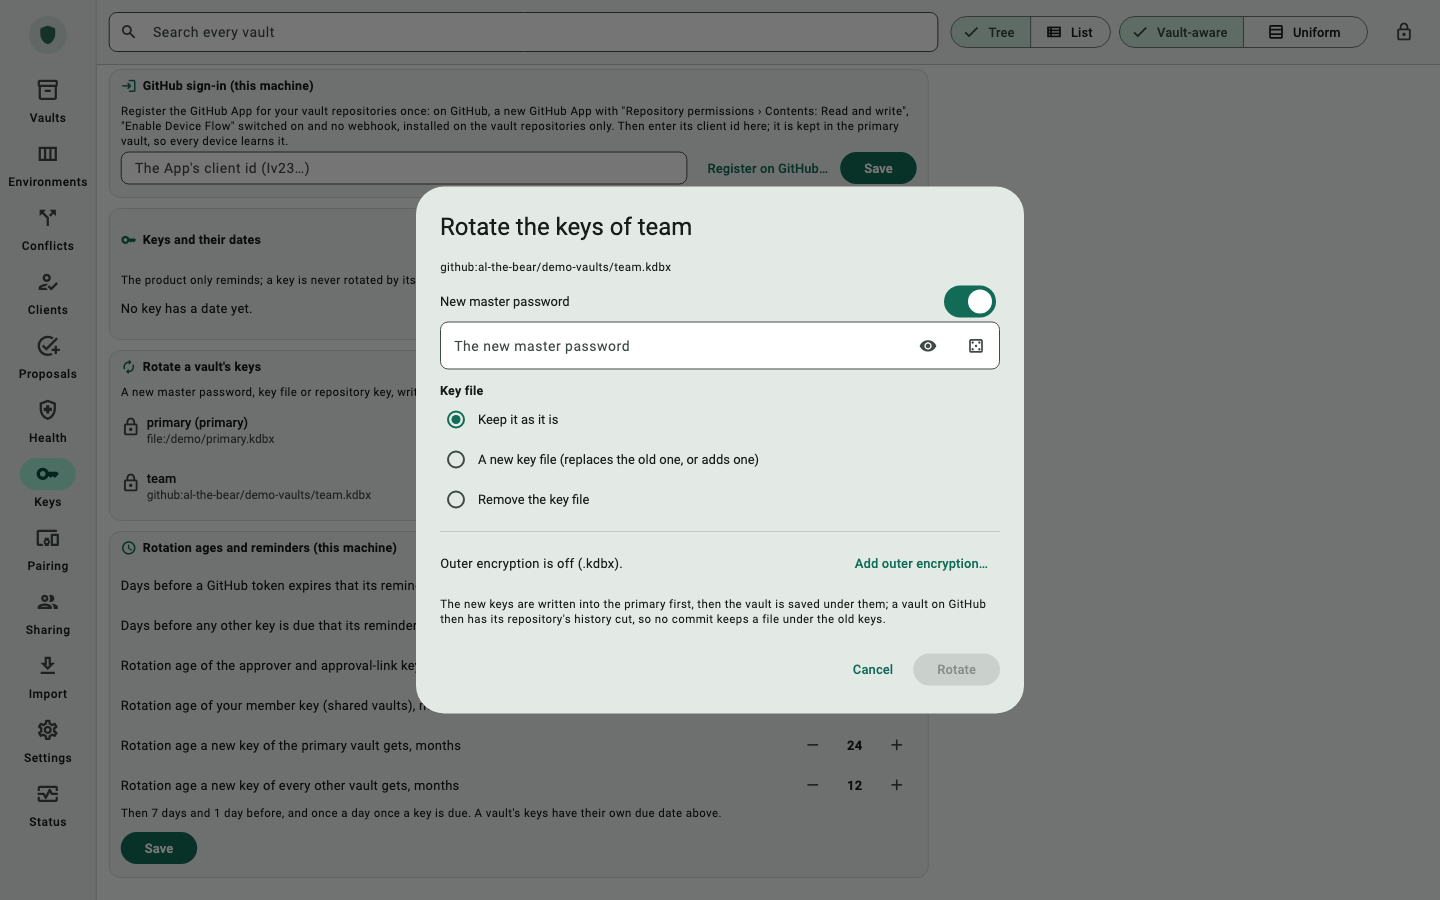 Search every vault
Tree
List
Vault-aware
Uniform
Vaults
Environments
Conflicts
Clients
Proposals
Health
Keys
Pairing
Sharing
Import
Settings
Status
GitHub sign-in (this machine)
Register the GitHub App for your vault repositories once: on GitHub, a new GitHub App with "Repository permissions › Contents: Read and write",
"Enable Device Flow" switched on and no webhook, installed on the vault repositories only. Then enter its client id here; it is kept in the primary
vault, so every device learns it.
The App's client id (Iv23…)
Register on GitHub…
Save
Keys and their dates
The product only reminds; a key is never rotated by its
No key has a date yet.
Rotate a vault's keys
A new master password, key file or repository key, writ
primary (primary)
file:/demo/primary.kdbx
team
github:al-the-bear/demo-vaults/team.kdbx
Rotation ages and reminders (this machine)
Days before a GitHub token expires that its remin
Days before any other key is due that its reminder
Rotation age of the approver and approval-link key
Rotation age of your member key (shared vaults),
Rotation age a new key of the primary vault gets, months
24
Rotation age a new key of every other vault gets, months
12
Then 7 days and 1 day before, and once a day once a key is due. A vault's keys have their own due date above.
Save
Rotate the keys of team
github:al-the-bear/demo-vaults/team.kdbx
New master password
The new master password
Key file
Keep it as it is
A new key file (replaces the old one, or adds one)
Remove the key file
Outer encryption is off (.kdbx).
Add outer encryption…
The new keys are written into the primary first, then the vault is saved under them; a vault on GitHub
then has its repository's history cut, so no commit keeps a file under the old keys.
Cancel
Rotate